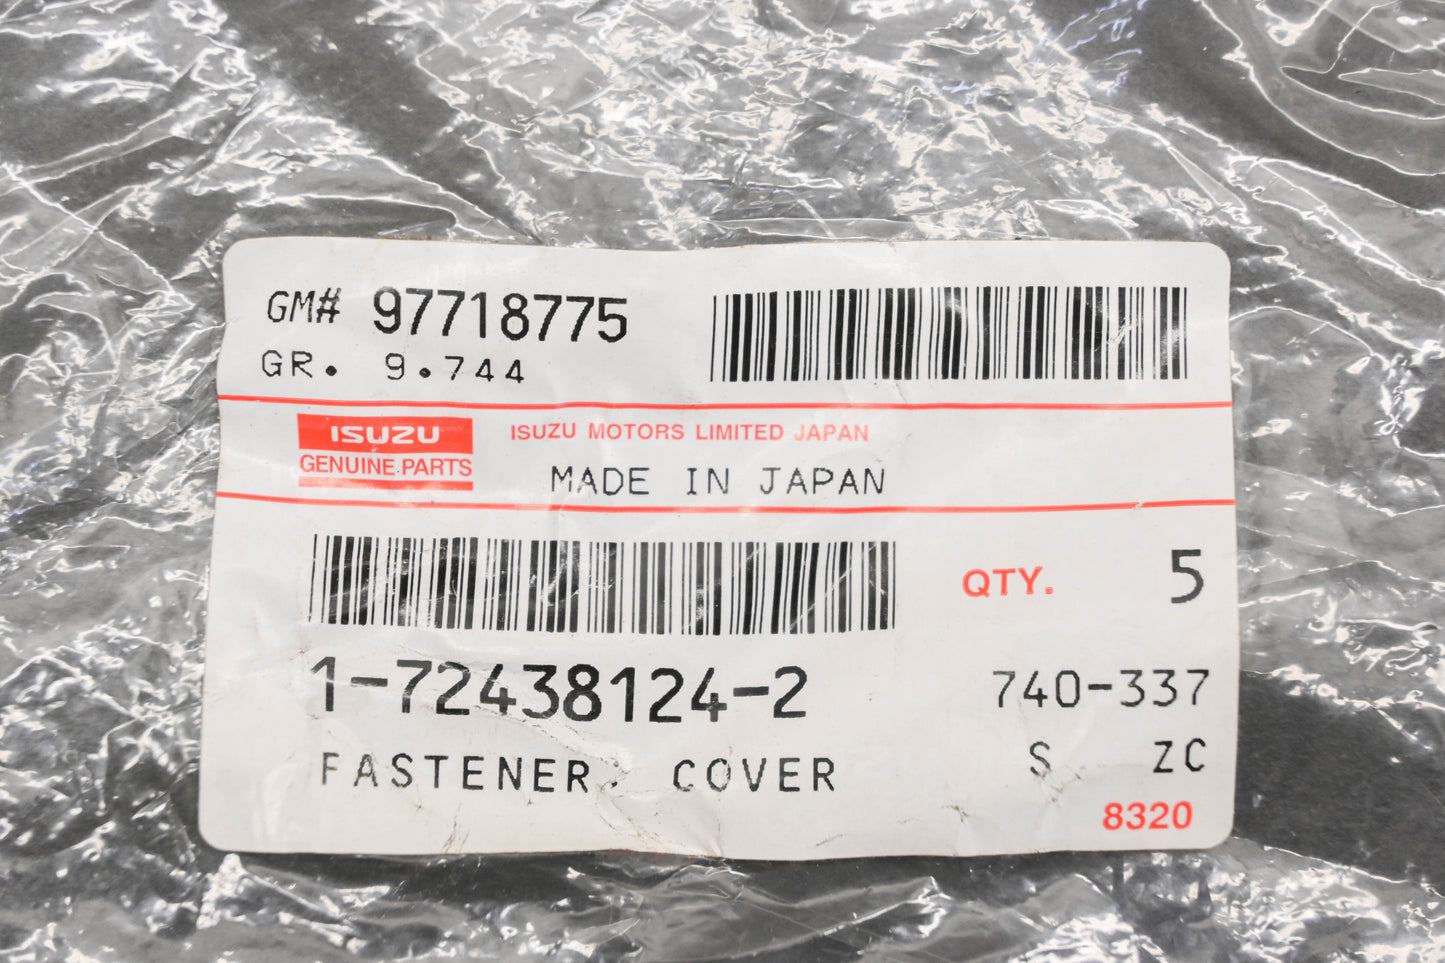 GM# 97718775
GR. 9.744
ISUZU
GENUINE PARTS
ISUZU MOTORS LIMITED JAPAN
MADE IN JAPAN
QTY. 5
1-72438124-2
740-337
FASTENER; COVER
S ZC
8320